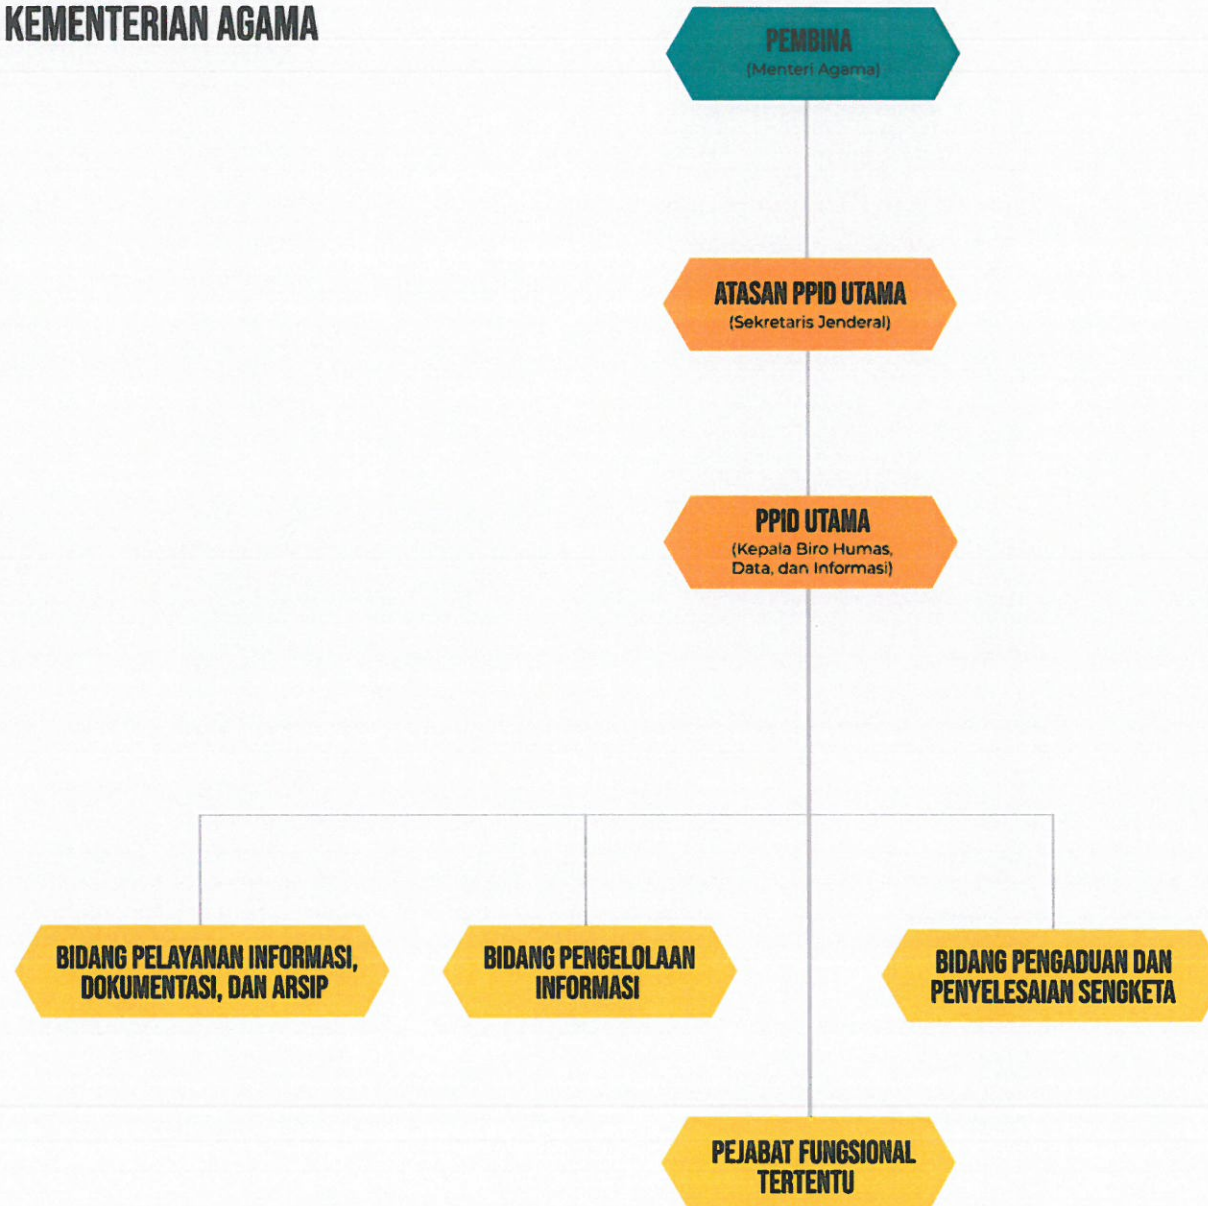 KEMENTERIAN AGAMA
PEMBINA
(Menteri Agama)
ATASAN PPID UTAMA
(Sekretaris Jenderal)
PPID UTAMA
(Kepala Biro Humas,
Data, dan Informasi)
BIDANG PELAYANAN INFORMASI,
DOKUMENTASI, DAN ARSIP
BIDANG PENGELOLAAN
INFORMASI
BIDANG PENGADUAN DAN
PENYELESAIAN SENGKETA
PEJABAT FUNGSIONAL
TERTENTU